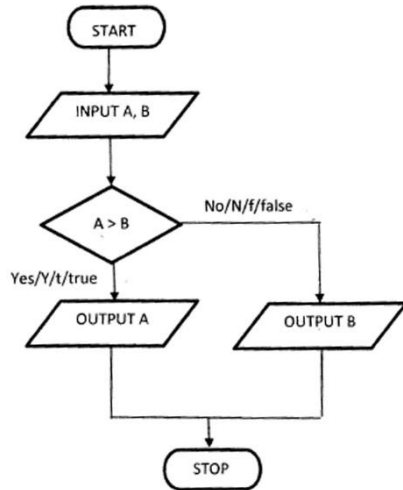 START
INPUT A, B
A > B
No/N/f/false
Yes/Y/t/true
OUTPUT A
OUTPUT B
STOP